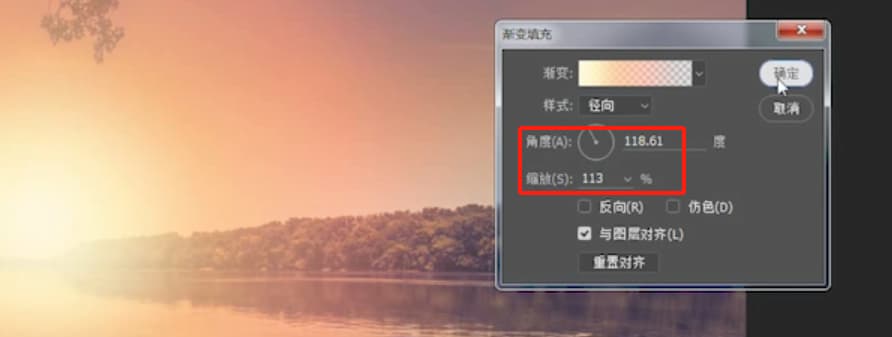 渐变填充
渐变: 确定
样式: 径向 取消
角度(A): 118.61 度
缩放(S): 113 %
反向(R) 仿色(D)
与图层对齐(L)
重置对齐